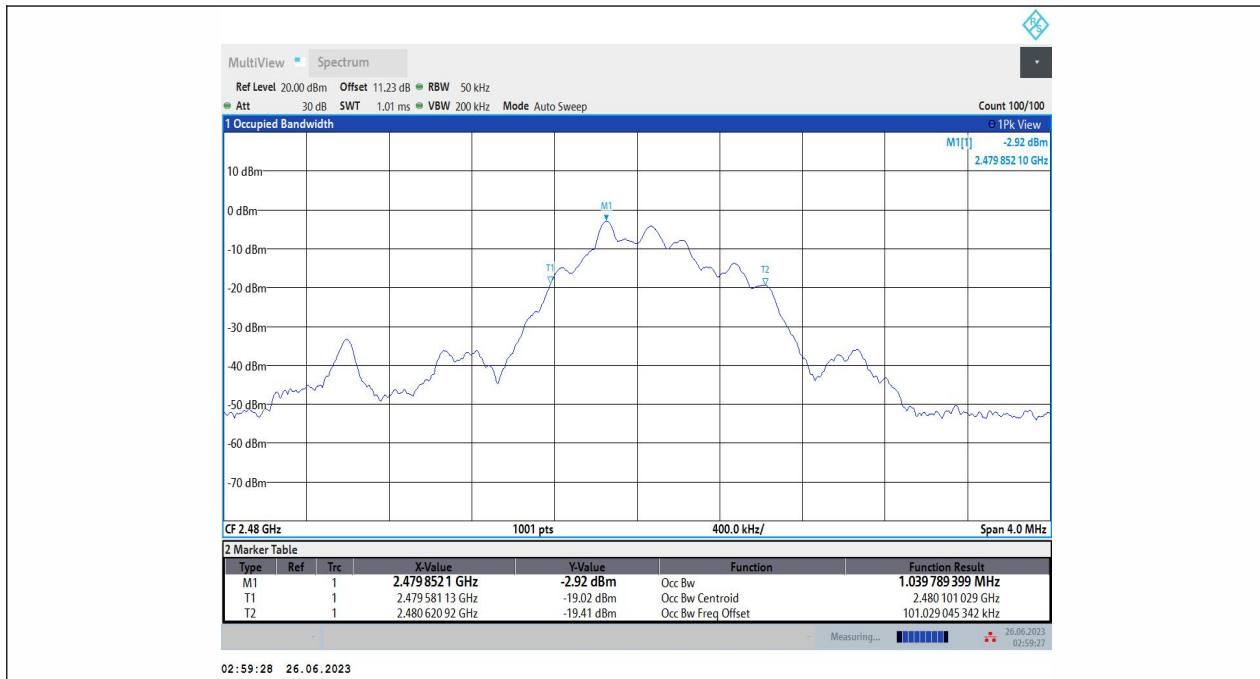 R&S
MultiView Spectrum
Ref Level 20.00 dBm Offset 11.23 dB RBW 50 kHz
Att 30 dB SWT 1.01 ms VBW 200 kHz Mode Auto Sweep Count 100/100
1 Occupied Bandwidth 1Pk View
M1[1] -2.92 dBm
2.479 852 10 GHz
10 dBm
0 dBm
M1
-10 dBm
T1 T2
-20 dBm
-30 dBm
-40 dBm
-50 dBm
-60 dBm
-70 dBm
CF 2.48 GHz 1001 pts 400.0 kHz/ Span 4.0 MHz
2 Marker Table
Type Ref Trc X-Value Y-Value Function Function Result
M1 1 2.479 852 1 GHz -2.92 dBm Occ Bw 1.039 789 399 MHz
T1 1 2.479 581 13 GHz -19.02 dBm Occ Bw Centroid 2.480 101 029 GHz
T2 1 2.480 620 92 GHz -19.41 dBm Occ Bw Freq Offset 101.029 045 342 kHz
Measuring... 26.06.2023
02:59:27
02:59:28 26.06.2023